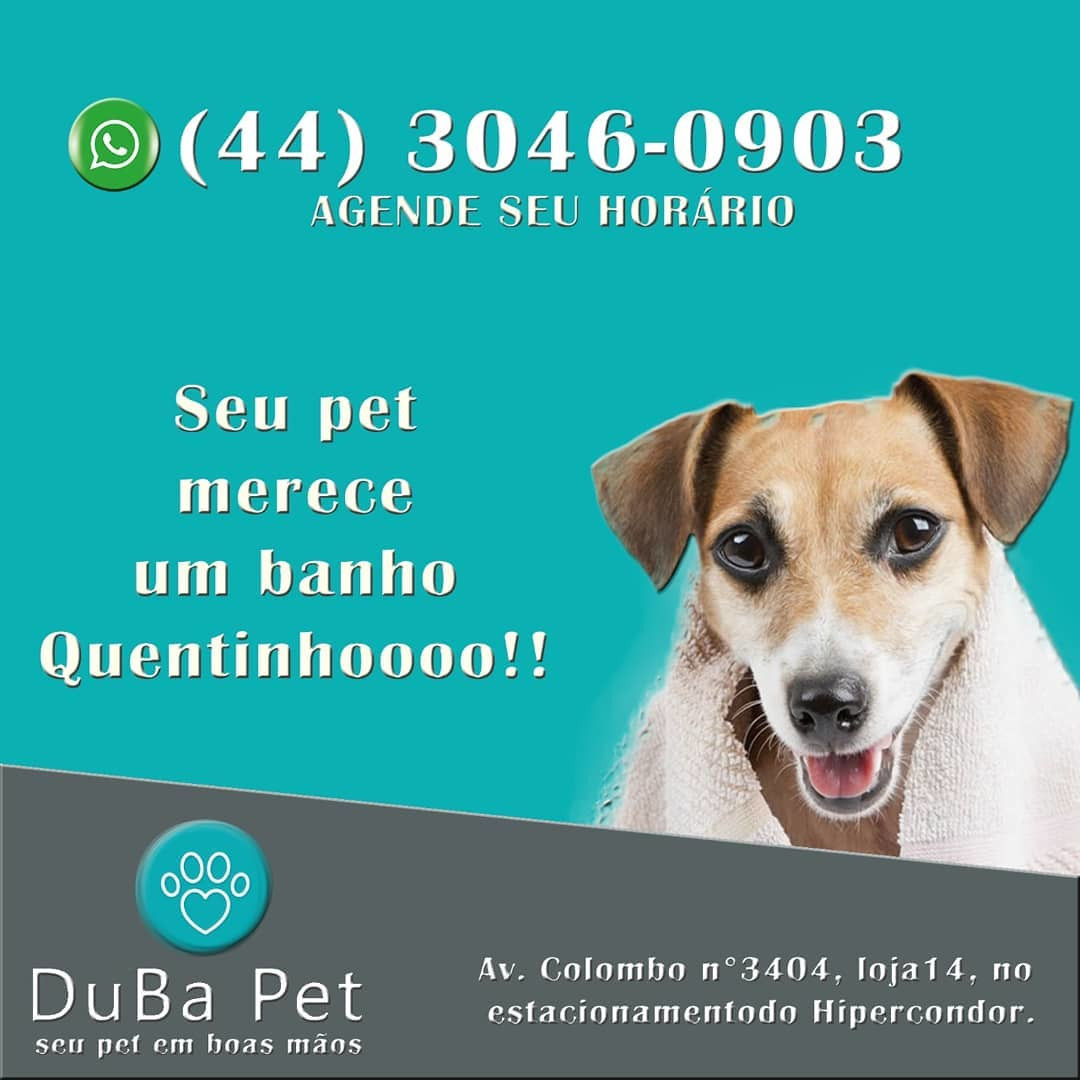 (44) 3046-0903
AGENDE SEU HORÁRIO
Seu pet
merece
um banho
Quentinhoooo!!
DuBa Pet
seu pet em boas mãos
Av. Colombo n°3404, loja14, no
estacionamentodo Hipercondor.